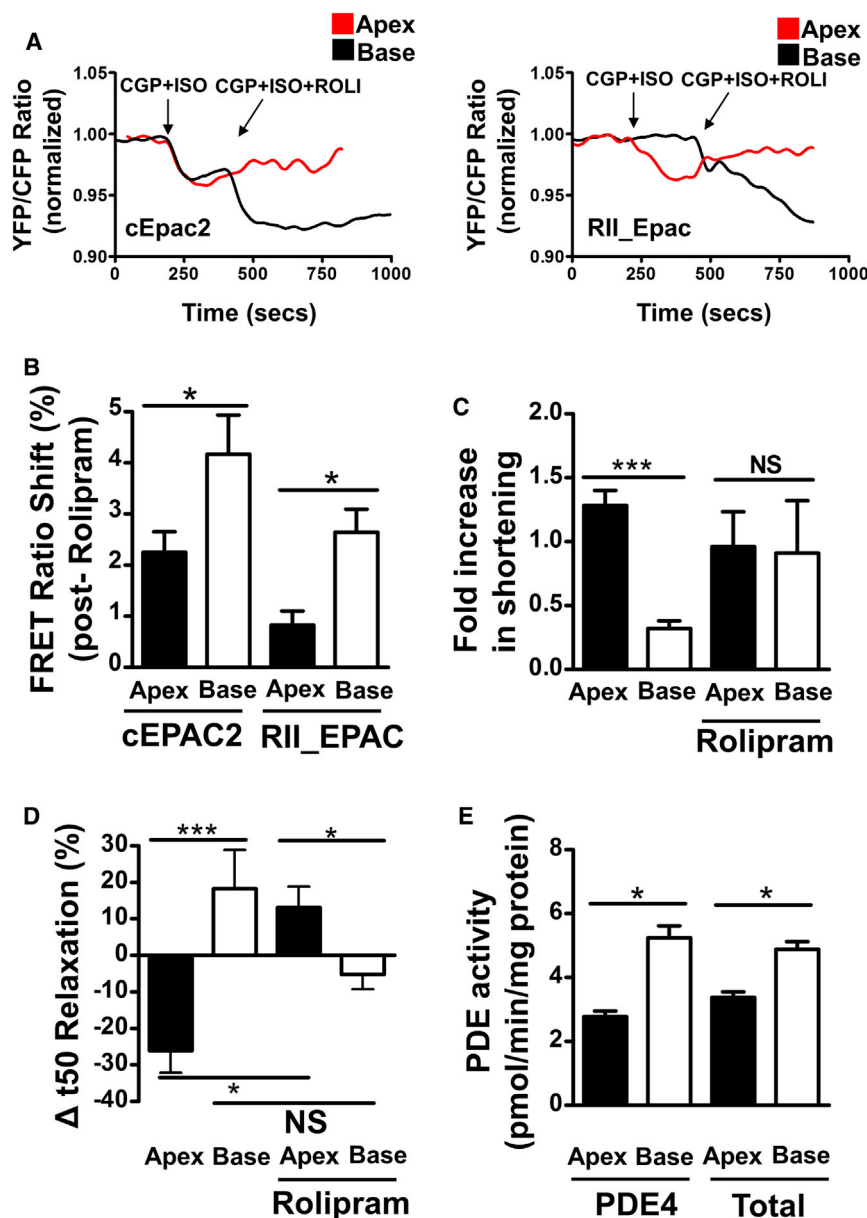 A
Apex
Base
YFP/CFP Ratio
(normalized)
1.05
1.00
0.95
0.90
CGP+ISO
CGP+ISO+ROLI
cEpac2
0
250
500
750
1000
Time (secs)
Apex
Base
YFP/CFP Ratio
(normalized)
1.05
1.00
0.95
0.90
CGP+ISO
CGP+ISO+ROLI
RII_Epac
0
250
500
750
1000
Time (secs)
B
FRET Ratio Shift (%)
(post- Rolipram)
5
4
3
2
1
0
*
*
Apex Base Apex Base
cEPAC2 RII_EPAC
C
Fold increase
in shortening
2.0
1.5
1.0
0.5
0.0
***
NS
Apex Base Apex Base
Rolipram
D
Δ t50 Relaxation (%)
30
20
10
0
-10
-20
-30
-40
***
*
*
NS
Apex Base Apex Base
Rolipram
E
PDE activity
(pmol/min/mg protein)
8
6
4
2
0
*
*
Apex Base Apex Base
PDE4 Total